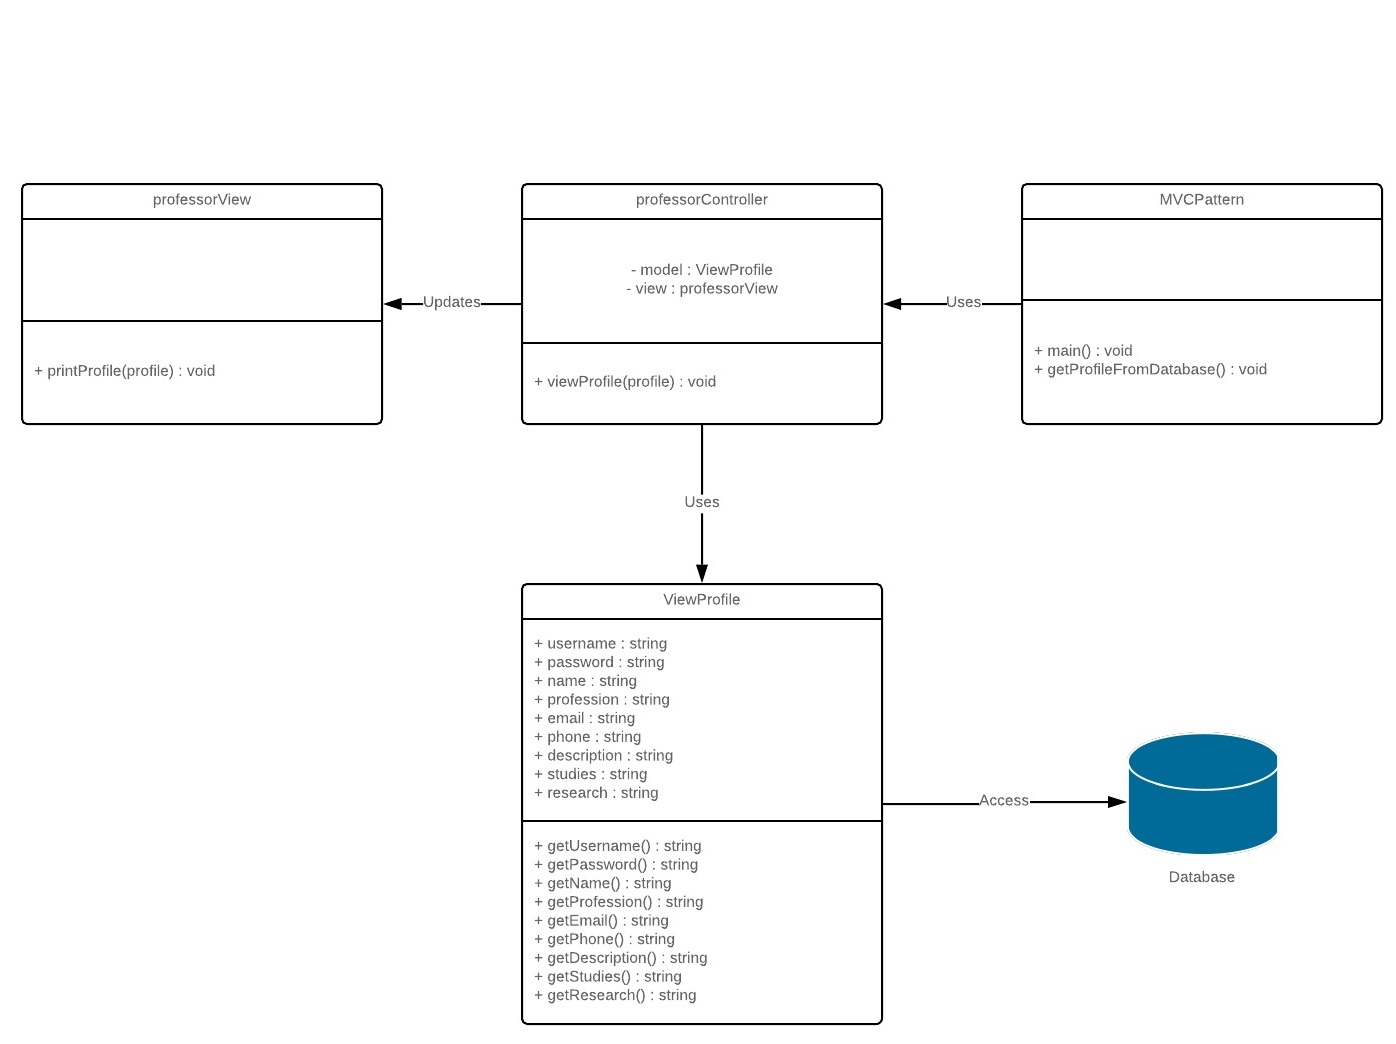 professorView
+ printProfile(profile) : void
Updates
professorController
- model : ViewProfile
- view : professorView
+ viewProfile(profile) : void
Uses
MVCPattern
+ main() : void
+ getProfileFromDatabase() : void
Uses
ViewProfile
+ username : string
+ password : string
+ name : string
+ profession : string
+ email : string
+ phone : string
+ description : string
+ studies : string
+ research : string
+ getUsername() : string
+ getPassword() : string
+ getName() : string
+ getProfession() : string
+ getEmail() : string
+ getPhone() : string
+ getDescription() : string
+ getStudies() : string
+ getResearch() : string
Access
Database